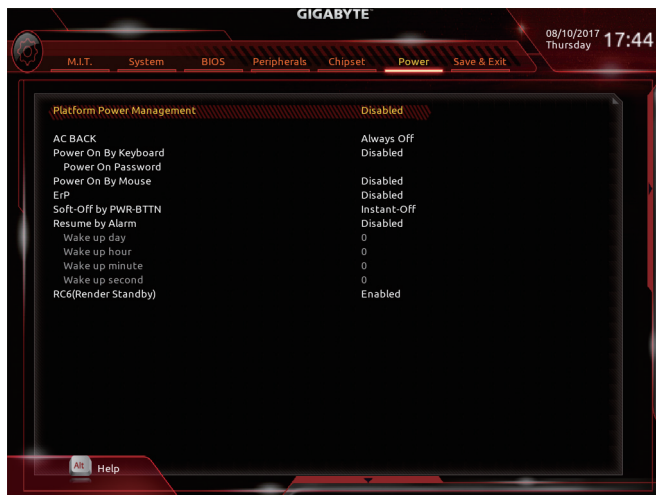 GIGABYTE™
08/10/2017 Thursday 17:44
M.I.T. System BIOS Peripherals Chipset Power Save & Exit
Platform Power Management Disabled
AC BACK Always Off
Power On By Keyboard Disabled
Power On Password
Power On By Mouse Disabled
ErP Disabled
Soft-Off by PWR-BTTN Instant-Off
Resume by Alarm Disabled
Wake up day 0
Wake up hour 0
Wake up minute 0
Wake up second 0
RC6(Render Standby) Enabled
Alt Help